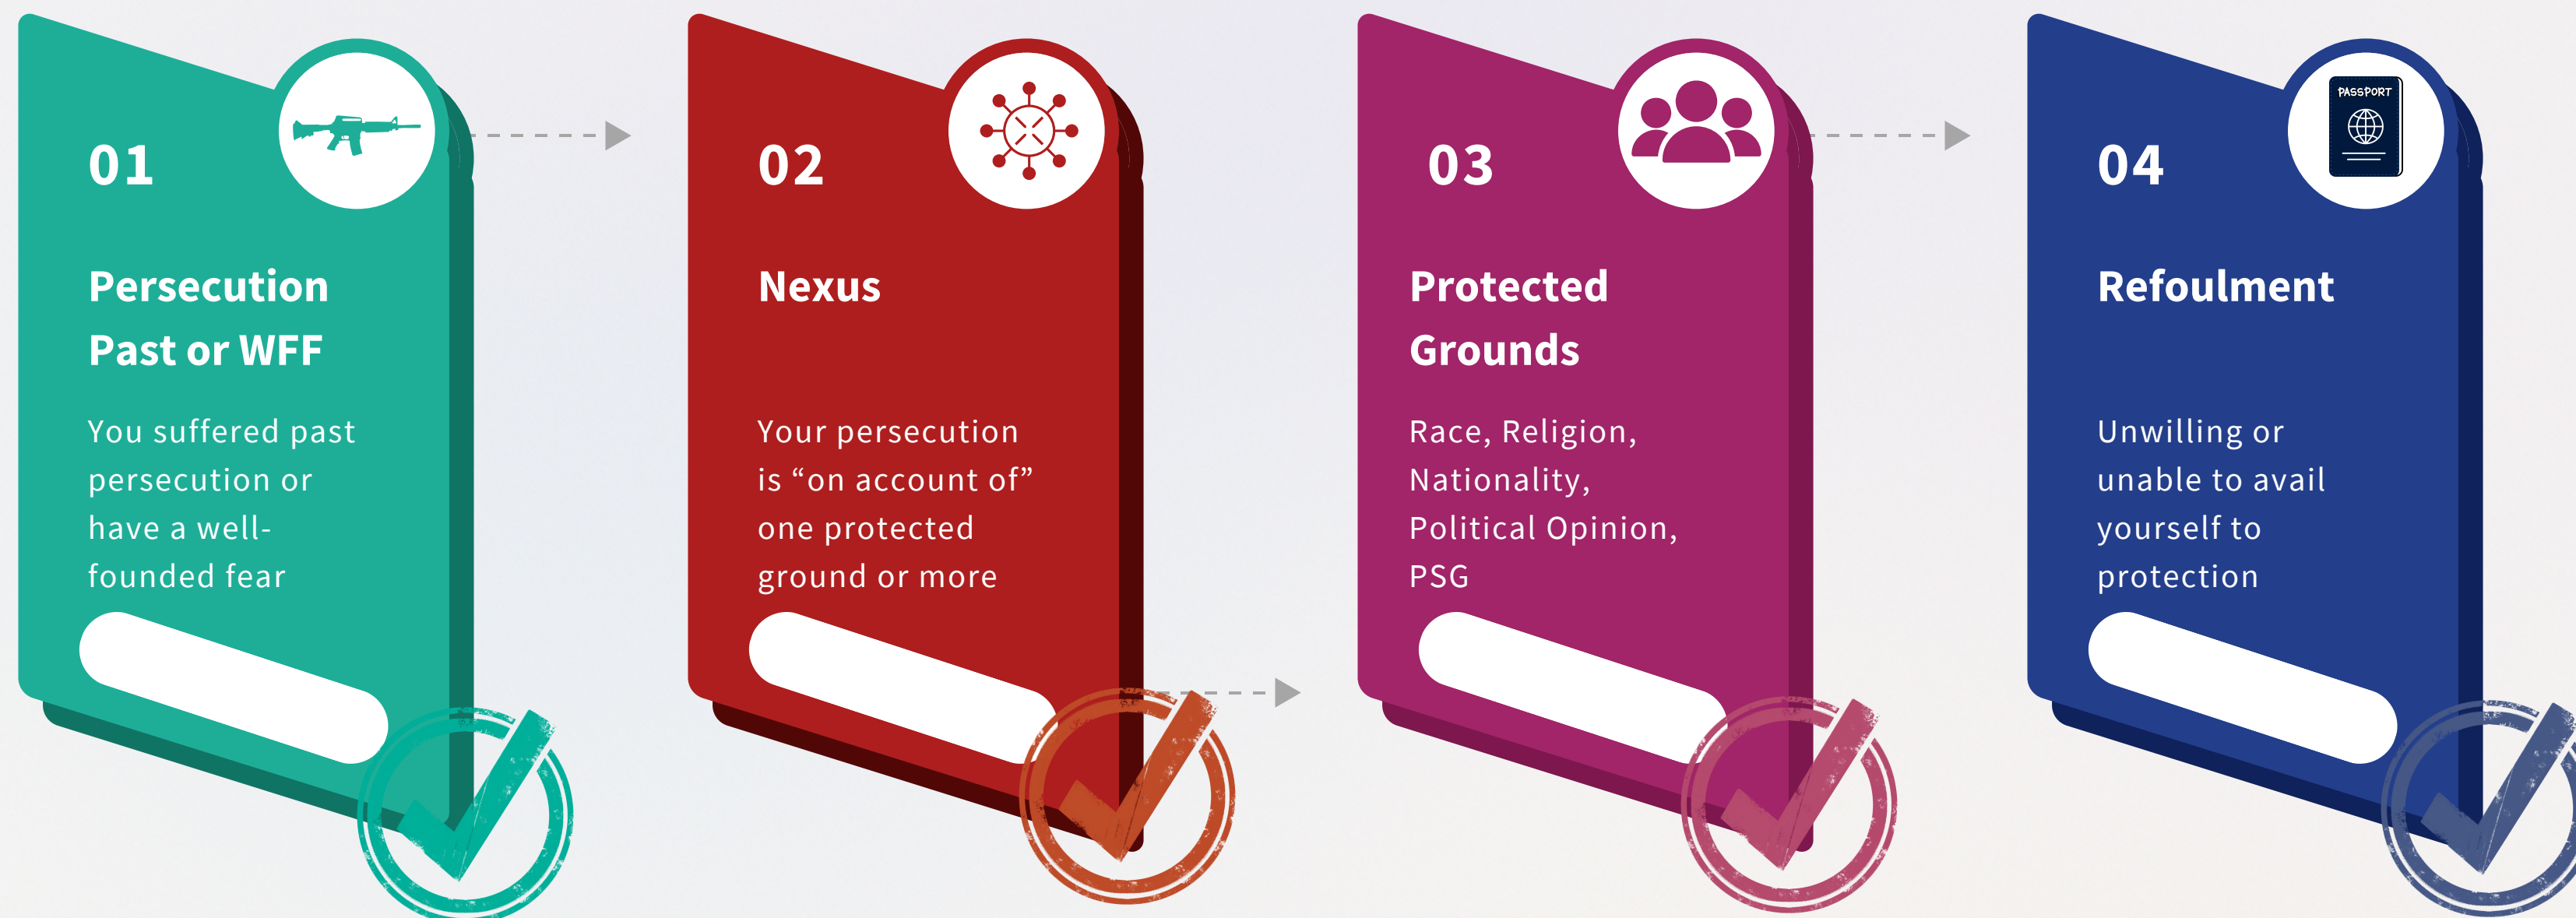 01
Persecution
Past or WFF
You suffered past
persecution or
have a well-
founded fear
02
Nexus
Your persecution
is “on account of”
one protected
ground or more
03
Protected
Grounds
Race, Religion,
Nationality,
Political Opinion,
PSG
PASSPORT
04
Refoulment
Unwilling or
unable to avail
yourself to
protection